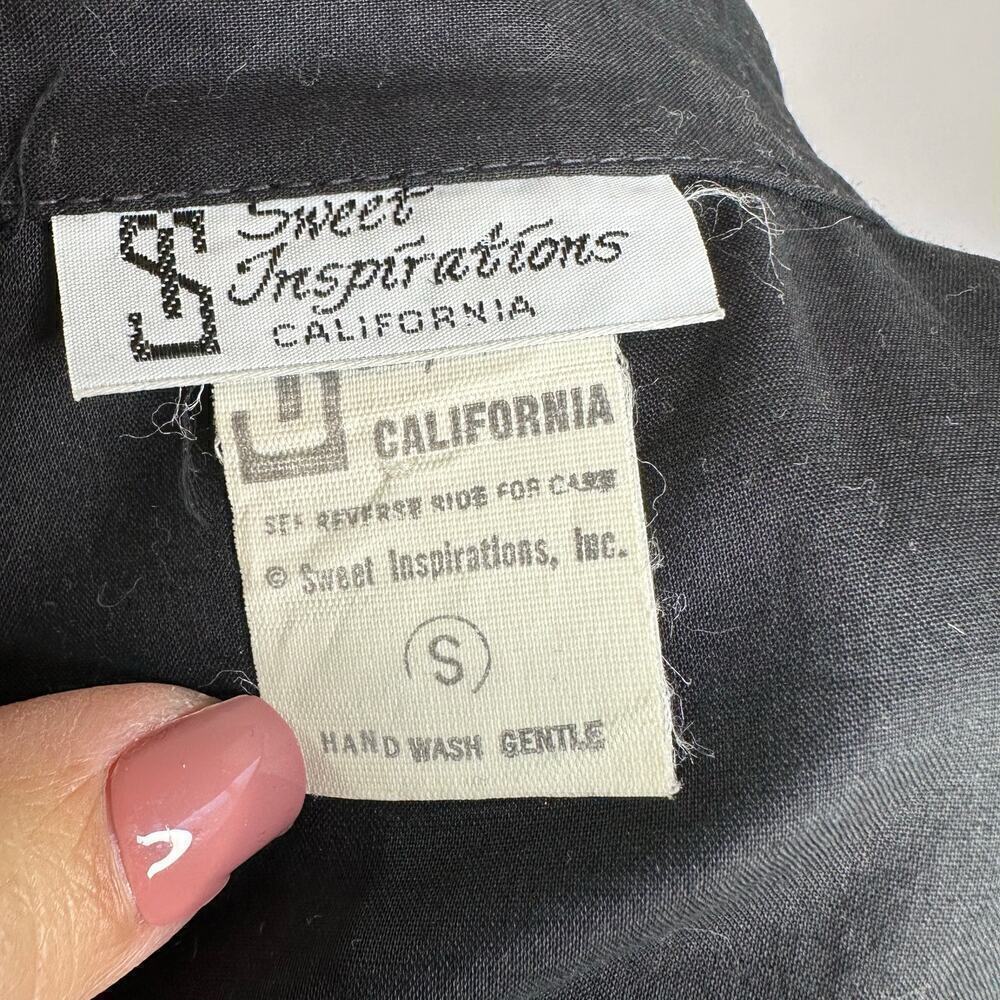 Sweet
Inspirations
CALIFORNIA
CALIFORNIA
SEE REVERSE SIDE FOR CARE
© Sweet Inspirations, Inc.
S
HAND WASH GENTLE